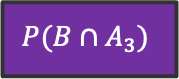 P(B ∩ A₃)